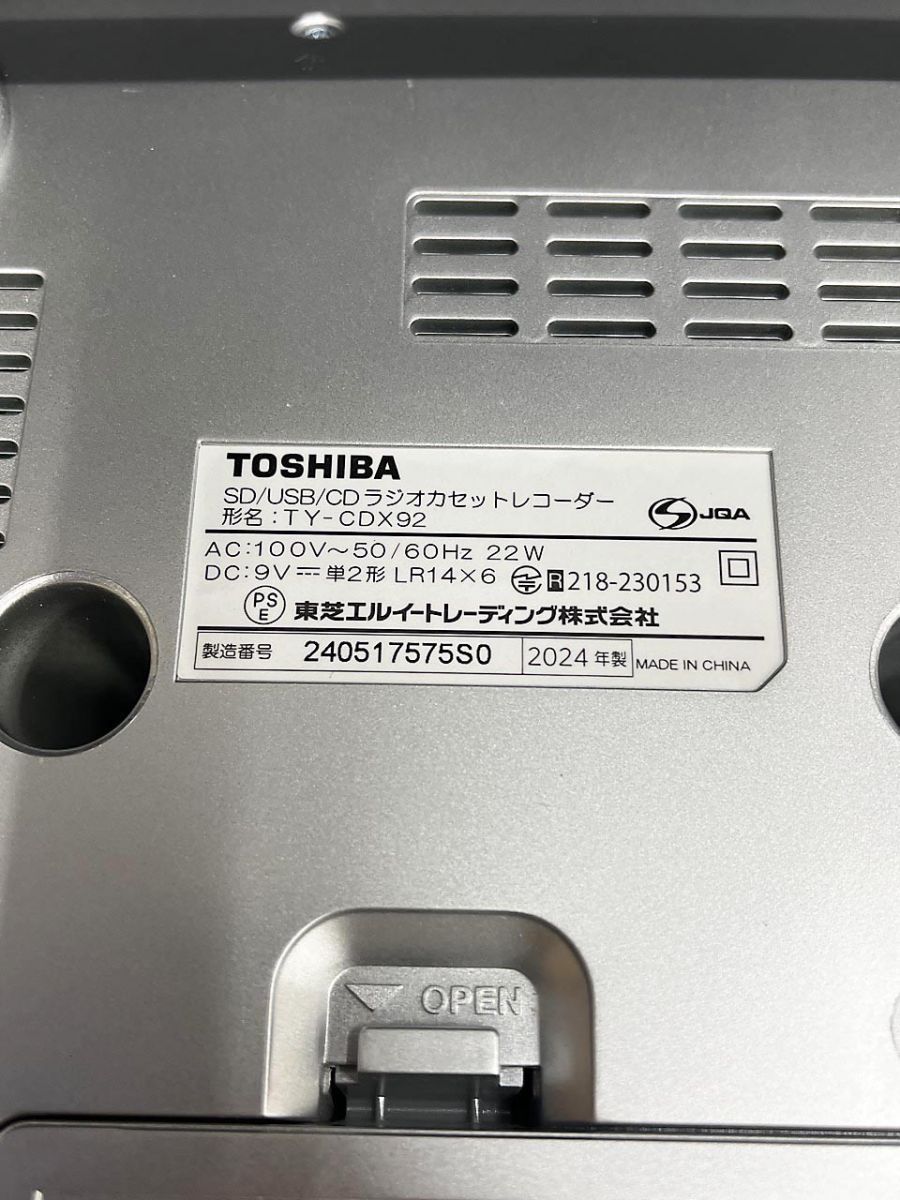 TOSHIBA
SD/USB/CDラジオカセットレコーダー
形名：TY-CDX92
JQA
AC:100V～50/60Hz 22W
DC:9V⎓単2形 LR14×6 R 218-230153
PSE 東芝エルイートレーディング株式会社
製造番号 240517575S0 2024年製 MADE IN CHINA
OPEN